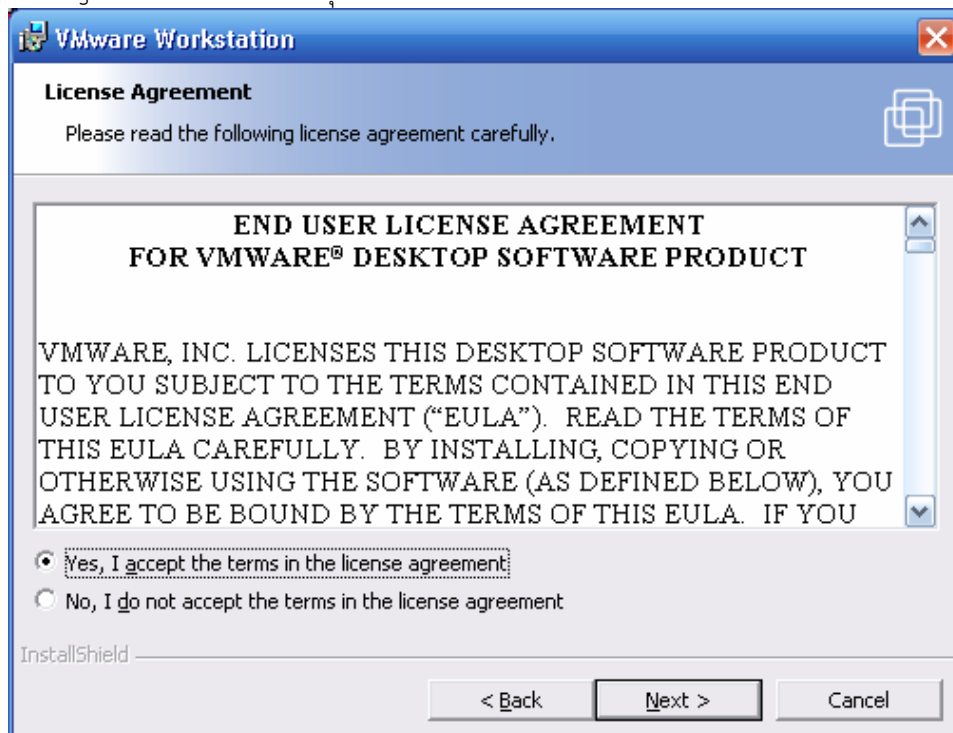 VMware Workstation
License Agreement
Please read the following license agreement carefully.
END USER LICENSE AGREEMENT
FOR VMWARE® DESKTOP SOFTWARE PRODUCT
VMWARE, INC. LICENSES THIS DESKTOP SOFTWARE PRODUCT
TO YOU SUBJECT TO THE TERMS CONTAINED IN THIS END
USER LICENSE AGREEMENT (“EULA”).  READ THE TERMS OF
THIS EULA CAREFULLY.  BY INSTALLING, COPYING OR
OTHERWISE USING THE SOFTWARE (AS DEFINED BELOW), YOU
AGREE TO BE BOUND BY THE TERMS OF THIS EULA.  IF YOU
Yes, I accept the terms in the license agreement
No, I do not accept the terms in the license agreement
InstallShield
< Back
Next >
Cancel